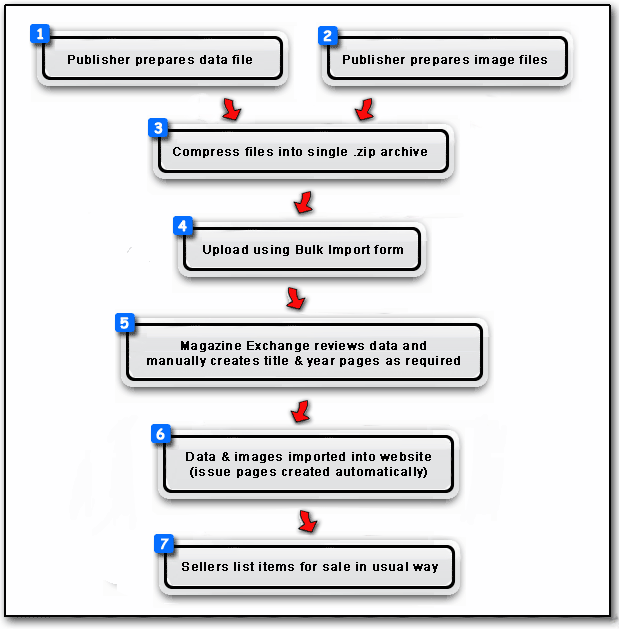 1
Publisher prepares data file
2
Publisher prepares image files
3
Compress files into single .zip archive
4
Upload using Bulk Import form
5
Magazine Exchange reviews data and
manually creates title & year pages as required
6
Data & images imported into website
(issue pages created automatically)
7
Sellers list items for sale in usual way